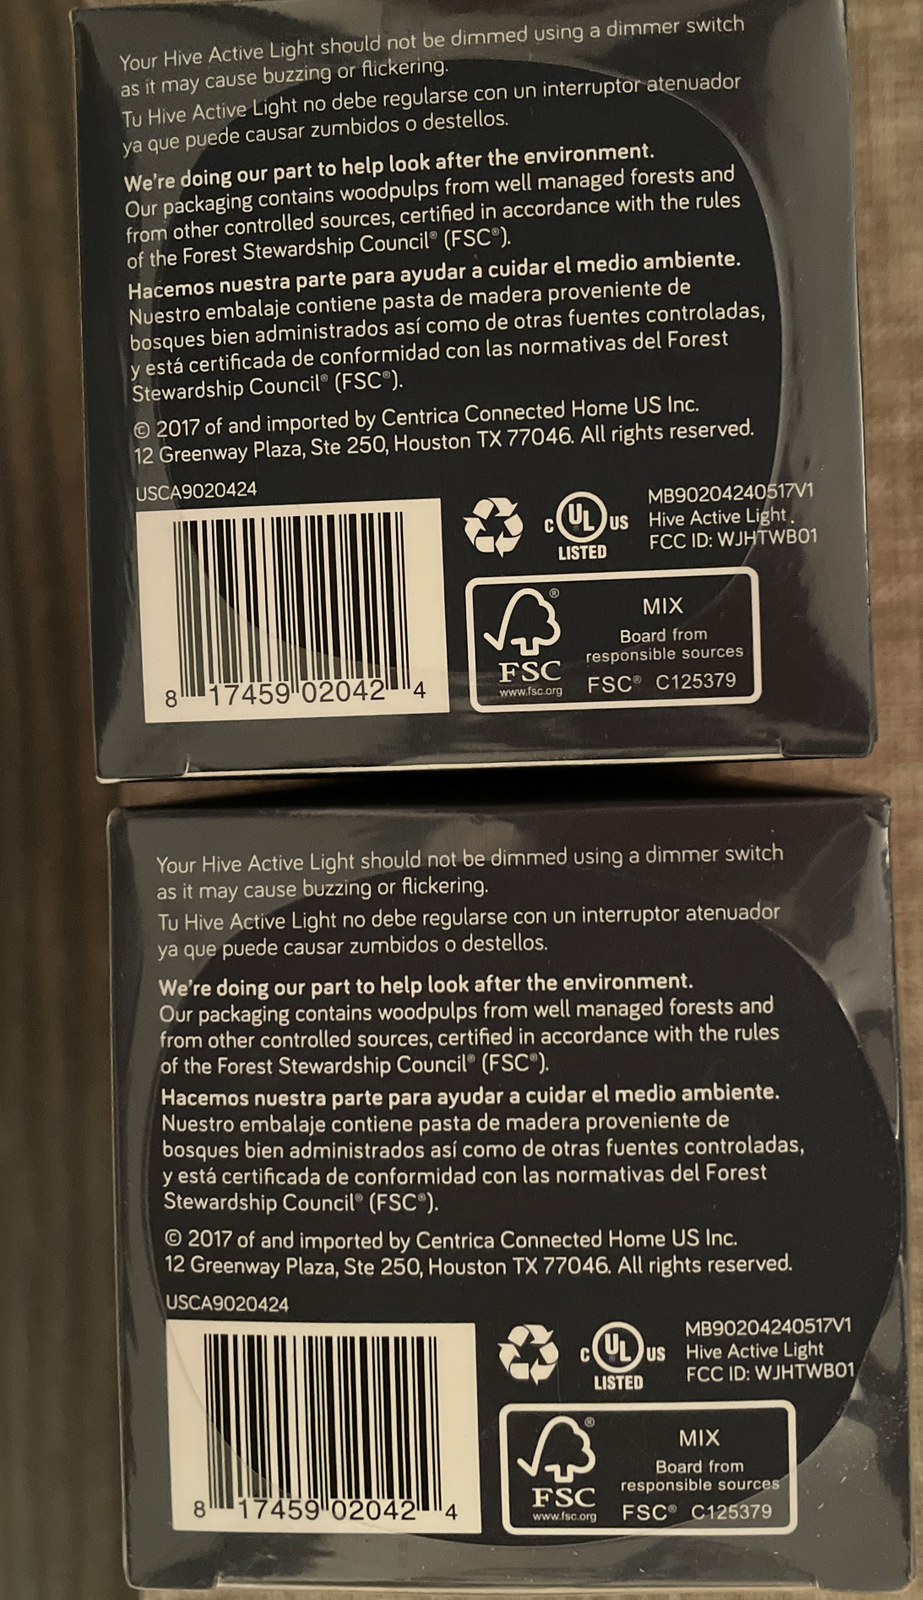 Your Hive Active Light should not be dimmed using a dimmer switch
as it may cause buzzing or flickering.
Tu Hive Active Light no debe regularse con un interruptor atenuador
ya que puede causar zumbidos o destellos.
We're doing our part to help look after the environment.
Our packaging contains woodpulps from well managed forests and
from other controlled sources, certified in accordance with the rules
of the Forest Stewardship Council® (FSC®).
Hacemos nuestra parte para ayudar a cuidar el medio ambiente.
Nuestro embalaje contiene pasta de madera proveniente de
bosques bien administrados así como de otras fuentes controladas,
y está certificada de conformidad con las normativas del Forest
Stewardship Council® (FSC®).
© 2017 of and imported by Centrica Connected Home US Inc.
12 Greenway Plaza, Ste 250, Houston TX 77046. All rights reserved.
USCA9020424
8 17459 02042 4
C UL US
LISTED
MB90204240517V1
Hive Active Light
FCC ID: WJHTWB01
® FSC
www.fsc.org
MIX
Board from
responsible sources
FSC® C125379
Your Hive Active Light should not be dimmed using a dimmer switch
as it may cause buzzing or flickering.
Tu Hive Active Light no debe regularse con un interruptor atenuador
ya que puede causar zumbidos o destellos.
We're doing our part to help look after the environment.
Our packaging contains woodpulps from well managed forests and
from other controlled sources, certified in accordance with the rules
of the Forest Stewardship Council® (FSC®).
Hacemos nuestra parte para ayudar a cuidar el medio ambiente.
Nuestro embalaje contiene pasta de madera proveniente de
bosques bien administrados así como de otras fuentes controladas,
y está certificada de conformidad con las normativas del Forest
Stewardship Council® (FSC®).
© 2017 of and imported by Centrica Connected Home US Inc.
12 Greenway Plaza, Ste 250, Houston TX 77046. All rights reserved.
USCA9020424
8 17459 02042 4
C UL US
LISTED
MB90204240517V1
Hive Active Light
FCC ID: WJHTWB01
® FSC
www.fsc.org
MIX
Board from
responsible sources
FSC® C125379